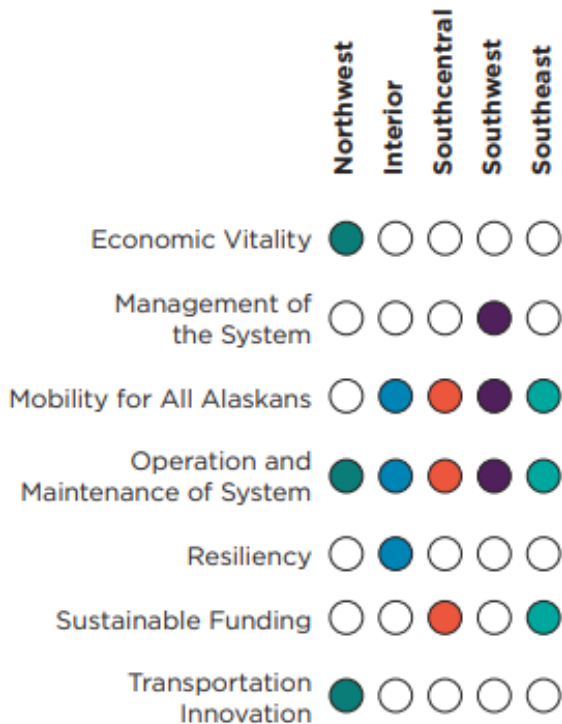 Northwest
Interior
Southcentral
Southwest
Southeast
Economic Vitality
Management of
the System
Mobility for All Alaskans
Operation and
Maintenance of System
Resiliency
Sustainable Funding
Transportation
Innovation